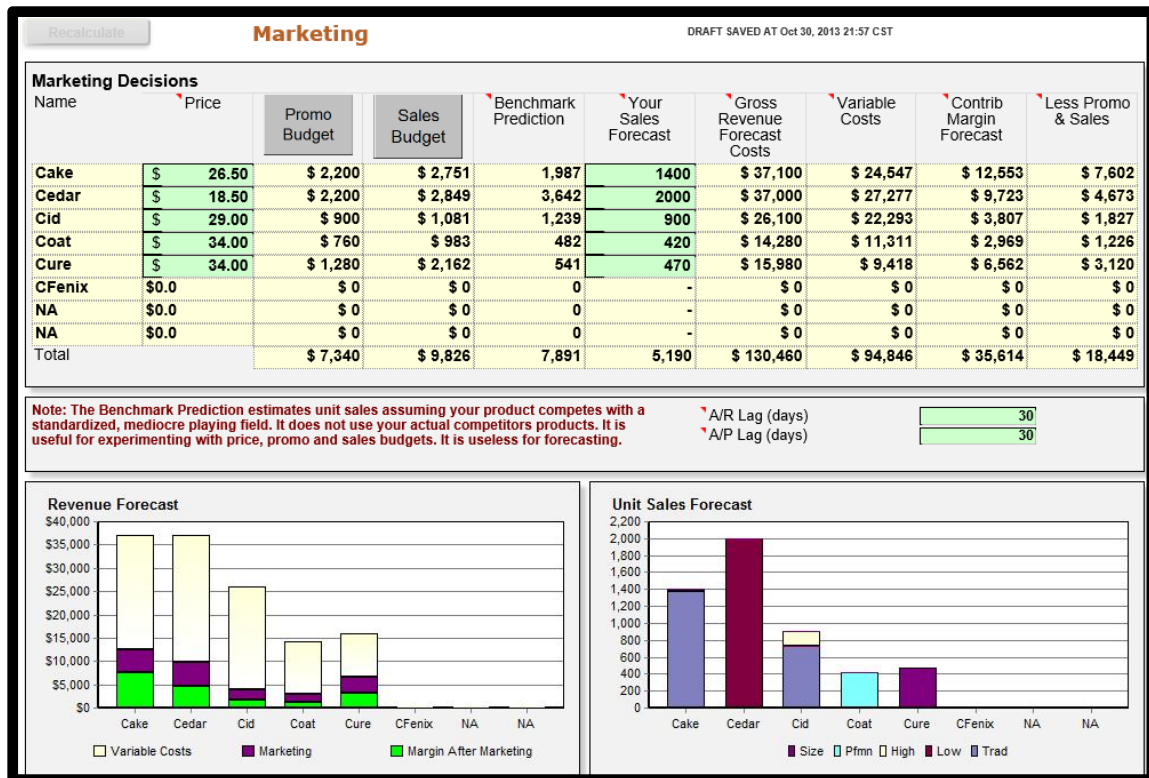 Recalculate Marketing DRAFT SAVED AT Oct 30, 2013 21:57 CST
Marketing Decisions
Name Price Promo Budget Sales Budget Benchmark Prediction Your Sales Forecast Gross Revenue Forecast Costs Variable Costs Contrib Margin Forecast Less Promo & Sales
Cake $ 26.50 $ 2,200 $ 2,751 1,987 1400 $ 37,100 $ 24,547 $ 12,553 $ 7,602
Cedar $ 18.50 $ 2,200 $ 2,849 3,642 2000 $ 37,000 $ 27,277 $ 9,723 $ 4,673
Cid $ 29.00 $ 900 $ 1,081 1,239 900 $ 26,100 $ 22,293 $ 3,807 $ 1,827
Coat $ 34.00 $ 760 $ 983 482 420 $ 14,280 $ 11,311 $ 2,969 $ 1,226
Cure $ 34.00 $ 1,280 $ 2,162 541 470 $ 15,980 $ 9,418 $ 6,562 $ 3,120
CFenix $0.0 $ 0 $ 0 0 - $ 0 $ 0 $ 0 $ 0
NA $0.0 $ 0 $ 0 0 - $ 0 $ 0 $ 0 $ 0
NA $0.0 $ 0 $ 0 0 - $ 0 $ 0 $ 0 $ 0
Total $ 7,340 $ 9,826 7,891 5,190 $ 130,460 $ 94,846 $ 35,614 $ 18,449
Note: The Benchmark Prediction estimates unit sales assuming your product competes with a
standardized, mediocre playing field. It does not use your actual competitors products. It is
useful for experimenting with price, promo and sales budgets. It is useless for forecasting.
A/R Lag (days) 30
A/P Lag (days) 30
Revenue Forecast
$40,000
$35,000
$30,000
$25,000
$20,000
$15,000
$10,000
$5,000
$0
Cake Cedar Cid Coat Cure CFenix NA NA
Variable Costs Marketing Margin After Marketing
Unit Sales Forecast
2,200
2,000
1,800
1,600
1,400
1,200
1,000
800
600
400
200
0
Cake Cedar Cid Coat Cure CFenix NA NA
Size Pfmn High Low Trad